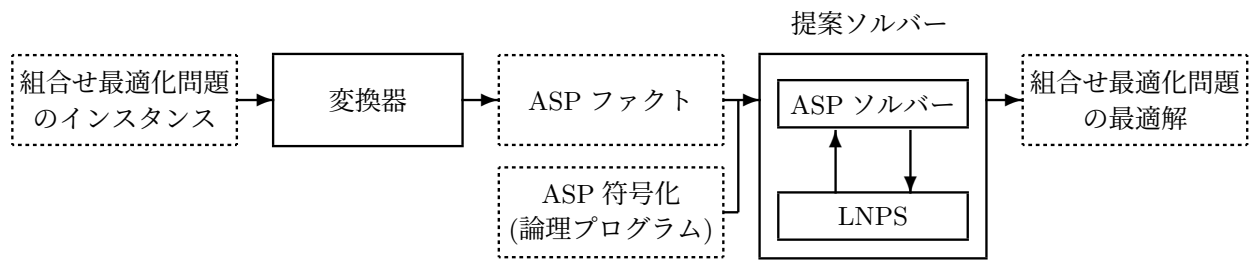 提案ソルバー
組合せ最適化問題
のインスタンス
変換器
ASP ファクト
ASP 符号化
(論理プログラム)
ASP ソルバー
LNPS
組合せ最適化問題
の最適解